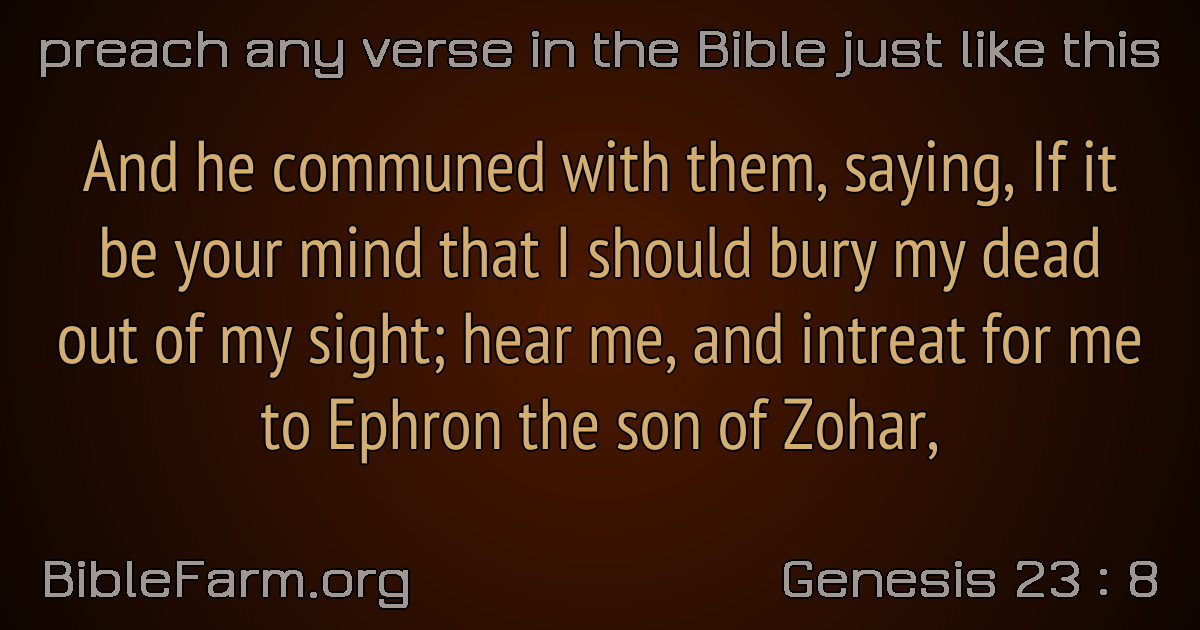 preach any verse in the Bible just like this
And he communed with them, saying, If it
be your mind that I should bury my dead
out of my sight; hear me, and intreat for me
to Ephron the son of Zohar,
BibleFarm.org
Genesis 23 : 8